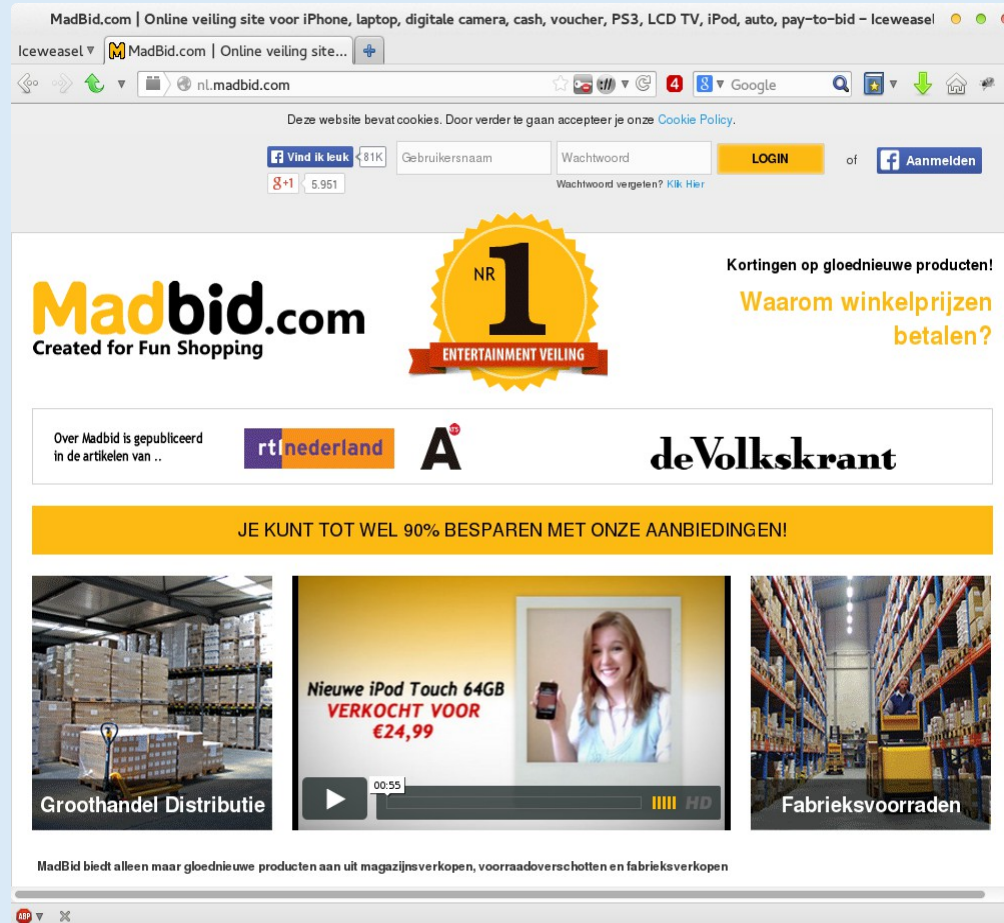 MadBid.com | Online veiling site voor iPhone, laptop, digitale camera, cash, voucher, PS3, LCD TV, iPod, auto, pay-to-bid – Iceweasel
Iceweasel
MadBid.com | Online veiling site...
nl.madbid.com
4
Google
Deze website bevat cookies. Door verder te gaan accepteer je onze Cookie Policy.
Vind ik leuk 81K
Gebruikersnaam
Wachtwoord
LOGIN
of
Aanmelden
g+1 5.951
Wachtwoord vergeten? Klik Hier
Madbid.com
Created for Fun Shopping
NR 1
ENTERTAINMENT VEILING
Kortingen op gloednieuwe producten!
Waarom winkelprijzen
betalen?
Over Madbid is gepubliceerd
in de artikelen van ..
rtl nederland
A
de Volkskrant
JE KUNT TOT WEL 90% BESPAREN MET ONZE AANBIEDINGEN!
Nieuwe iPod Touch 64GB
VERKOCHT VOOR
€24,99
00:55
HD
Groothandel Distributie
Fabrieksvoorraden
MadBid biedt alleen maar gloednieuwe producten aan uit magazijnsverkopen, voorraadoverschotten en fabrieksverkopen
ABP